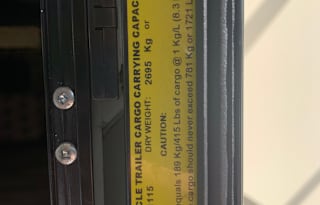 CLE TRAILER CARGO CARRYING CAPAC
115 DRY WEIGHT: 2695 Kg or
CAUTION:
equals 189 Kg/415 Lbs of cargo @ 1 Kg/L (8.3
cargo should never exceed 781 Kg or 1721 L